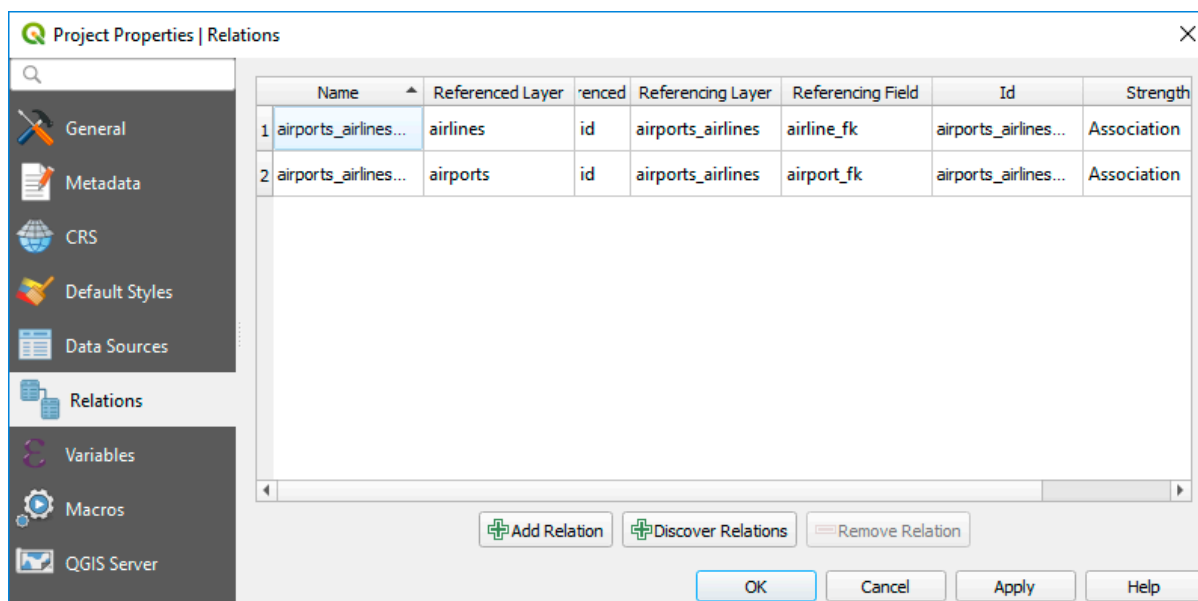 Project Properties | Relations
General
Metadata
CRS
Default Styles
Data Sources
Relations
Variables
Macros
QGIS Server
Name Referenced Layer renced Referencing Layer Referencing Field Id Strength
1 airports_airlines... airlines id airports_airlines airline_fk airports_airlines... Association
2 airports_airlines... airports id airports_airlines airport_fk airports_airlines... Association
Add Relation Discover Relations Remove Relation
OK Cancel Apply Help